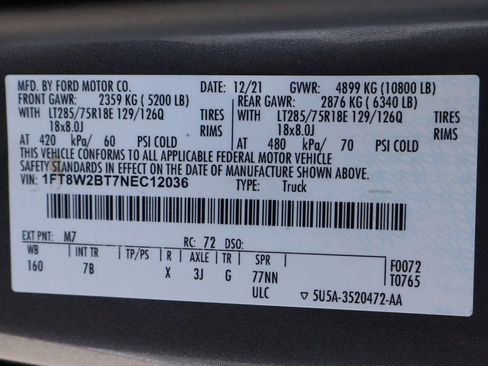 MFD. BY FORD MOTOR CO. DATE: 12/21 GVWR: 4899 KG (10800 LB)
FRONT GAWR: 2359 KG (5200 LB) REAR GAWR: 2876 KG (6340 LB)
WITH LT285/75R18E 129/126Q TIRES WITH LT285/75R18E 129/126Q TIRES
18x8.0J RIMS 18x8.0J RIMS
AT 420 kPa/ 60 PSI COLD AT 480 kPa/ 70 PSI COLD
THIS VEHICLE CONFORMS TO ALL APPLICABLE FEDERAL MOTOR VEHICLE
SAFETY STANDARDS IN EFFECT ON THE DATE OF MANUFACTURE SHOWN ABOVE.
VIN: 1FT8W2BT7NEC12036 TYPE: Truck
EXT PNT: M7 RC: 72 DSO:
WB INT TR TP/PS R AXLE TR SPR F0072
160 7B X 3J G 77NN T0765
ULC ▽ 5U5A-3520472-AA